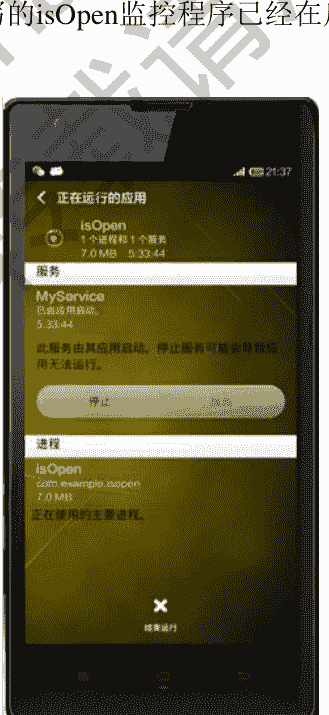 的isOpen监控程序已经在
21:37
正在运行的应用
isOpen
1个进程和1个服务
7.0 MB 5:33:44
服务
MyService
已由应用启动。
5:33:44
此服务由其应用启动。停止服务可能会导致应
用无法运行。
停止
进程
isOpen
com.example.isopen
7.0 MB
正在使用的主要进程。
结束运行